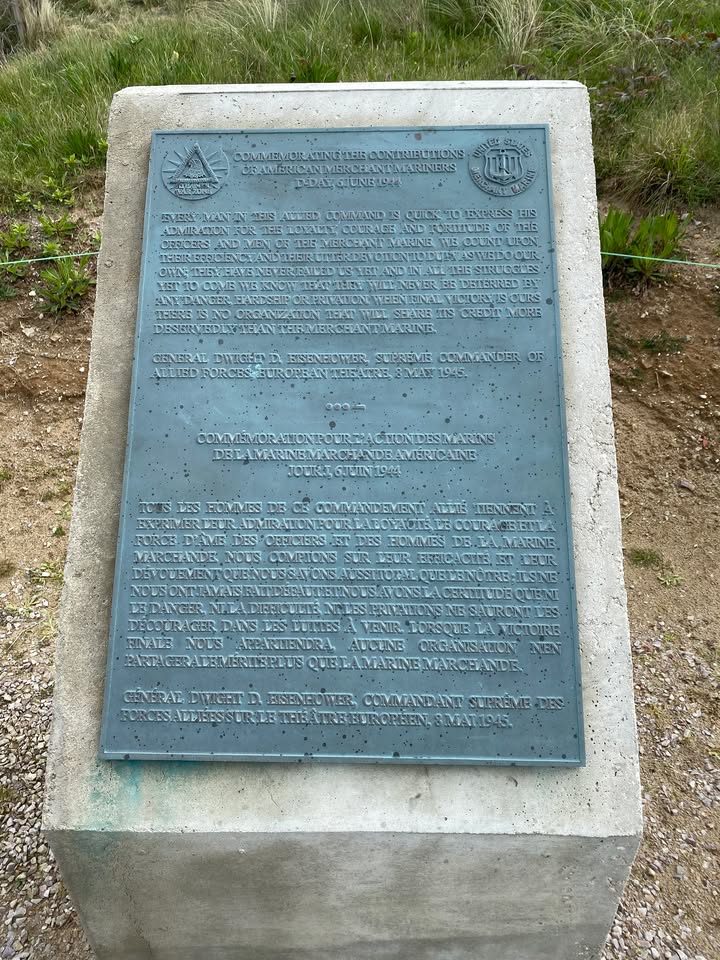 COMMEMORATING THE CONTRIBUTIONS
OF AMERICAN MERCHANT MARINERS
D-DAY, 6 JUNE 1944
UNITED STATES
MERCHANT MARINE
EVERY MAN IN THIS ALLIED COMMAND IS QUICK TO EXPRESS HIS
ADMIRATION FOR THE LOYALTY, COURAGE AND FORTITUDE OF THE
OFFICERS AND MEN OF THE MERCHANT MARINE. WE COUNT UPON
THEIR EFFICIENCY AND THEIR UTTER DEVOTION TO DUTY AS WE DO OUR
OWN; THEY HAVE NEVER FAILED US YET AND IN ALL THE STRUGGLES
YET TO COME WE KNOW THAT THEY WILL NEVER BE DETERRED BY
ANY DANGER, HARDSHIP OR PRIVATION. WHEN FINAL VICTORY IS OURS
THERE IS NO ORGANIZATION THAT WILL SHARE ITS CREDIT MORE
DESERVEDLY THAN THE MERCHANT MARINE.
GENERAL DWIGHT D. EISENHOWER, SUPREME COMMANDER OF
ALLIED FORCES, EUROPEAN THEATRE, 8 MAY 1945.
COMMÉMORATION POUR L'ACTION DES MARINS
DE LA MARINE MARCHANDE AMÉRICAINE
JOUR J, 6 JUIN 1944
TOUS LES HOMMES DE CE COMMANDEMENT ALLIÉ TIENNENT À
EXPRIMER LEUR ADMIRATION POUR LA LOYAUTÉ, LE COURAGE ET LA
FORCE D'ÂME DES OFFICIERS ET DES HOMMES DE LA MARINE
MARCHANDE. NOUS COMPTONS SUR LEUR EFFICACITÉ ET LEUR
DÉVOUEMENT QUE NOUS SAVONS AUSSI TOTAL QUE LE NÔTRE; ILS NE
NOUS ONT JAMAIS FAIT DÉFAUT ET NOUS AVONS LA CERTITUDE QUE NI
LE DANGER, NI LA DIFFICULTÉ, NI LES PRIVATIONS NE SAURONT LES
DÉCOURAGER DANS LES LUTTES À VENIR. LORSQUE LA VICTOIRE
FINALE NOUS APPARTIENDRA, AUCUNE ORGANISATION N'EN
PARTAGERA LE MÉRITE PLUS QUE LA MARINE MARCHANDE.
GÉNÉRAL DWIGHT D. EISENHOWER, COMMANDANT SUPRÊME DES
FORCES ALLIÉES SUR LE THÉÂTRE EUROPÉEN, 8 MAI 1945.